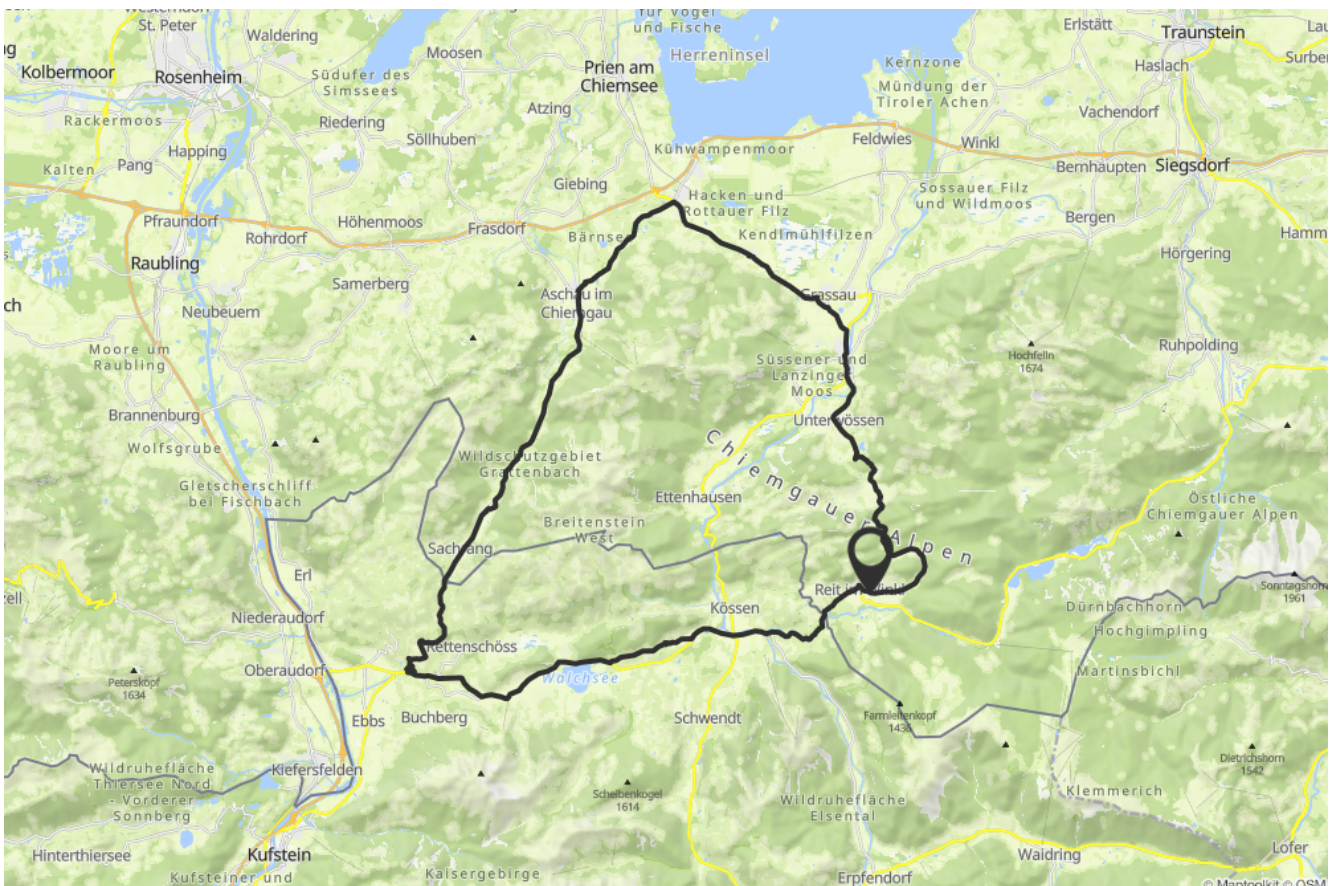 St. Peter
Waldering
Moosen
für Vögel
und Fische
Herreninsel
Erlstätt
Traunstein
Kolbermoor
Rosenheim
Südufer des
Simssees
Prien am
Chiemsee
Kernzone
Mündung der
Tiroler Achen
Haslach
Atzing
Rackermoos
Riedering
Vachendorf
Happing
Söllhuben
Kühwampenmoor
Feldwies
Winkl
Pang
Kalten
Bernhaupten
Siegsdorf
Giebing
Hacken und
Rottauer Filz
Sossauer Filz
und Wildmoos
Pfraundorf
Höhenmoos
Frasdorf
Rohrdorf
Kendlmühlfilzen
Bergen
Raubling
Hörgering
Samerberg
Aschau im
Chiemgau
Grassau
ch
Neubeuern
Moore um
Raubling
Hochfelln
1674
Ruhpolding
Süssener und
Lanzinger
Moos
Brannenburg
Unterwössen
Wolfsgrube
Wildschutzgebiet
Grattenbach
Chiemgauer Alpen
Gletscherschliff
bei Fischbach
Ettenhausen
Östliche
Chiemgauer Alpen
Breitenstein
West
Sachrang
Erl
Reit im Winkl
Sonntagshorn
1961
Niederaudorf
Kössen
Dürnbachhorn
Hochgimpling
Rettenschöss
Oberaudorf
Walchsee
Martinsbichl
Peterskopf
1634
Ebbs
Buchberg
Schwendt
Farmleitenkopf
1436
Wildruhefläche
Thiersee Nord
- Vorderer
Sonnberg
Kiefersfelden
Scheibenkogel
1614
Wildruhefläche
Elsental
Klemmerich
Dietrichshorn
1542
Hinterthiersee
Kufstein
Waidring
Lofer
Kufsteiner und
Kaisergebirge
Erpfendorf
© Maptoolkit © OSM